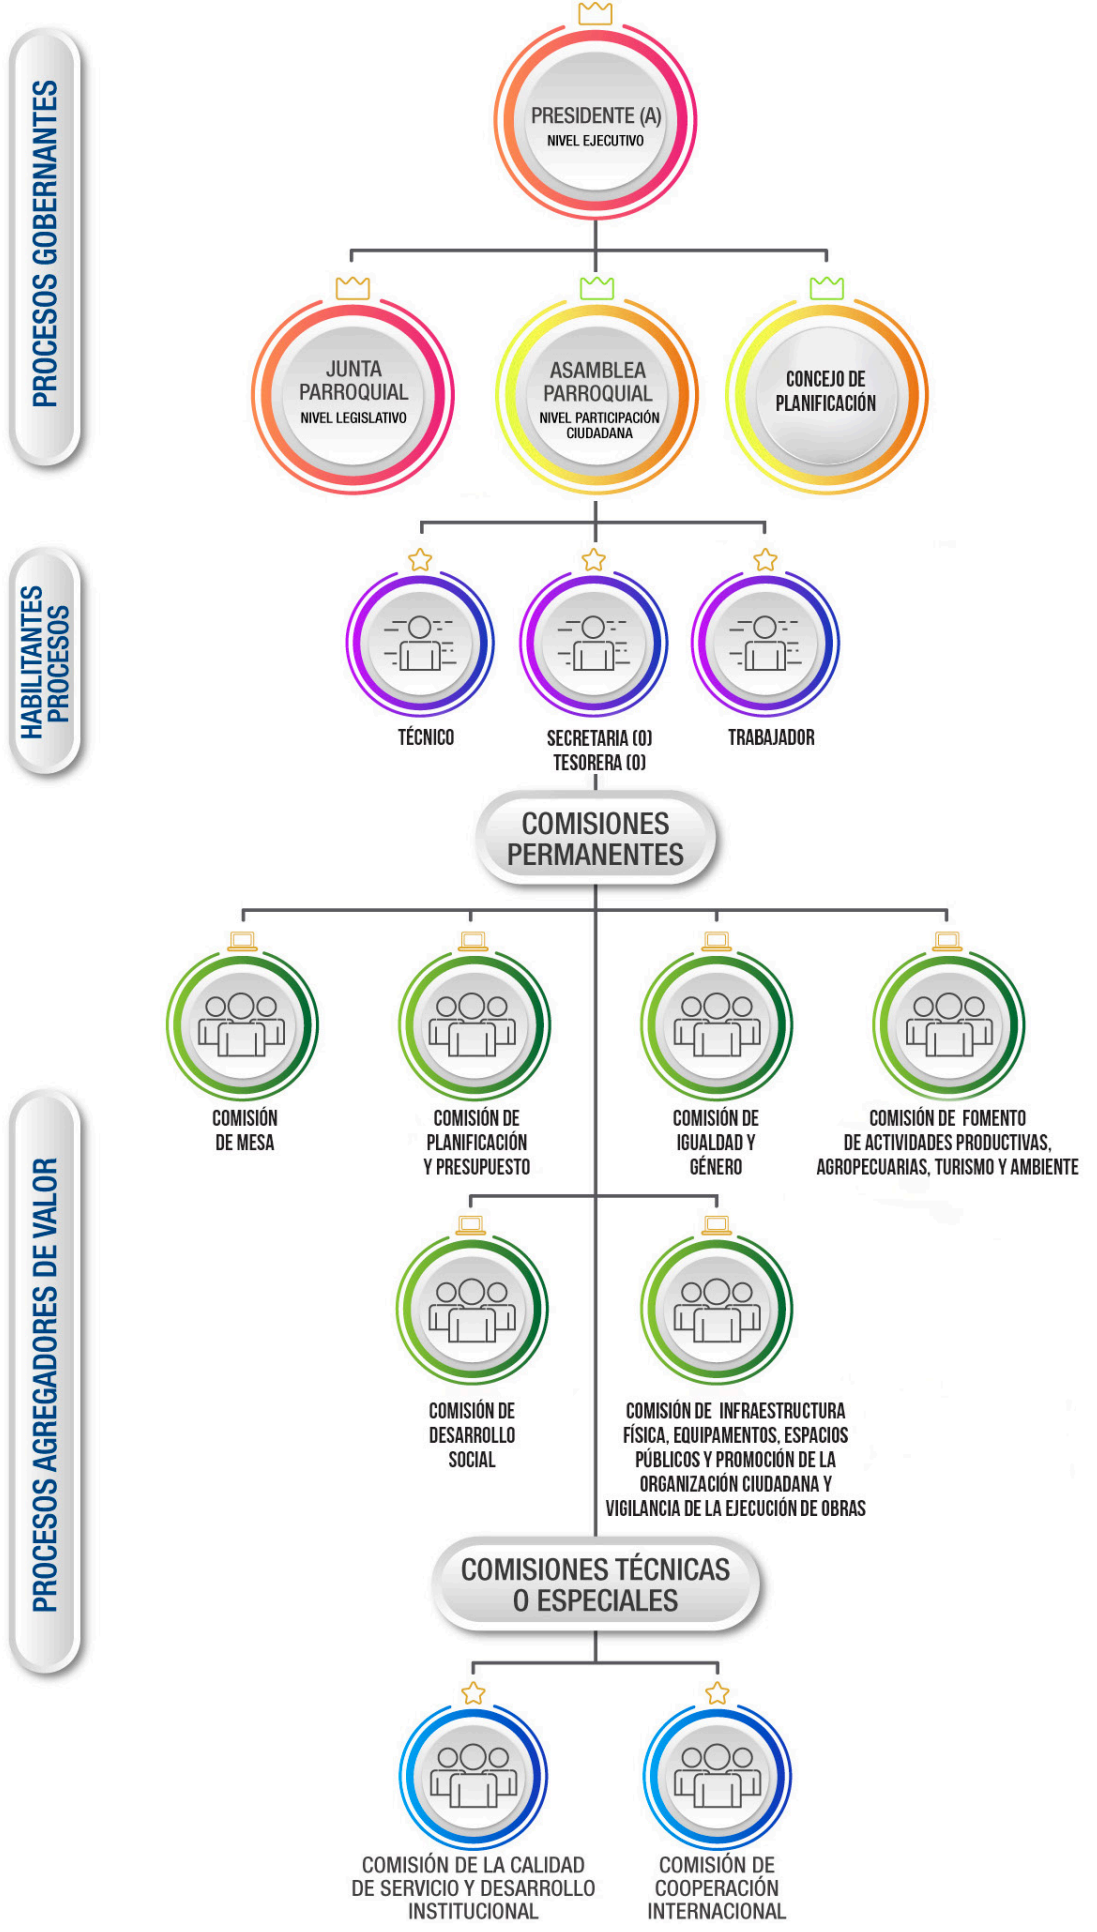 PROCESOS GOBERNANTES
PRESIDENTE (A)
NIVEL EJECUTIVO
JUNTA
PARROQUIAL
NIVEL LEGISLATIVO
ASAMBLEA
PARROQUIAL
NIVEL PARTICIPACIÓN
CIUDADANA
CONCEJO DE
PLANIFICACIÓN
HABILITANTES
PROCESOS
TÉCNICO
SECRETARIA (O)
TESORERA (O)
TRABAJADOR
COMISIONES
PERMANENTES
PROCESOS AGREGADORES DE VALOR
COMISIÓN
DE MESA
COMISIÓN DE
PLANIFICACIÓN
Y PRESUPUESTO
COMISIÓN DE
IGUALDAD Y
GÉNERO
COMISIÓN DE FOMENTO
DE ACTIVIDADES PRODUCTIVAS,
AGROPECUARIAS, TURISMO Y AMBIENTE
COMISIÓN DE
DESARROLLO
SOCIAL
COMISIÓN DE INFRAESTRUCTURA
FÍSICA, EQUIPAMENTOS, ESPACIOS
PÚBLICOS Y PROMOCIÓN DE LA
ORGANIZACIÓN CIUDADANA Y
VIGILANCIA DE LA EJECUCIÓN DE OBRAS
COMISIONES TÉCNICAS
O ESPECIALES
COMISIÓN DE LA CALIDAD
DE SERVICIO Y DESARROLLO
INSTITUCIONAL
COMISIÓN DE
COOPERACIÓN
INTERNACIONAL